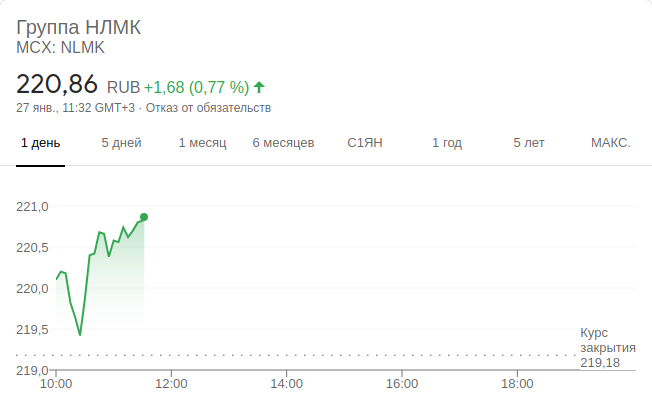 Группа НЛМК
MCX: NLMK
220,86 RUB +1,68 (0,77 %)
27 янв., 11:32 GMT+3 · Отказ от обязательств
1 день 5 дней 1 месяц 6 месяцев С1ЯН 1 год 5 лет МАКС.
221,0
220,5
220,0
219,5
219,0
Курс
закрытия
219,18
10:00 12:00 14:00 16:00 18:00